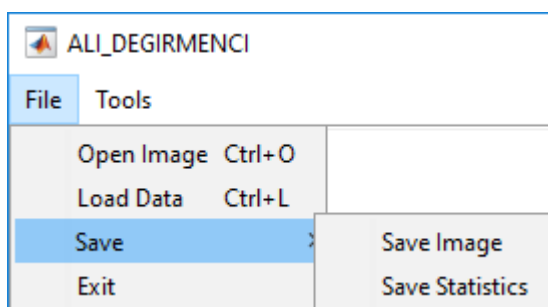 ALI_DEGIRMENCI
File Tools
Open Image Ctrl+O
Load Data Ctrl+L
Save
Save Image
Exit
Save Statistics